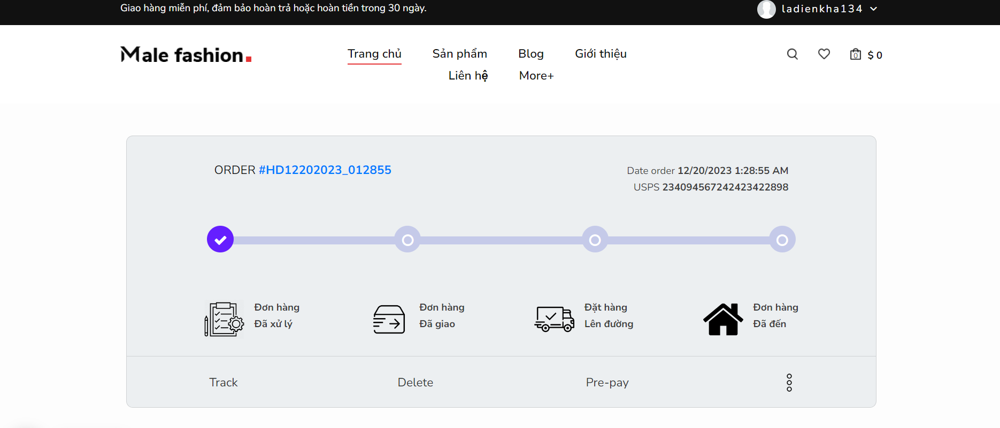 Giao hàng miễn phí, đảm bảo hoàn trả hoặc hoàn tiền trong 30 ngày.
ladienkha134
Male fashion.
Trang chủ
Sản phẩm
Blog
Giới thiệu
Liên hệ
More+
0
$ 0
ORDER #HD12202023_012855
Date order 12/20/2023 1:28:55 AM
USPS 234094567242423422898
Đơn hàng
Đã xử lý
Đơn hàng
Đã giao
Đặt hàng
Lên đường
Đơn hàng
Đã đến
Track
Delete
Pre-pay